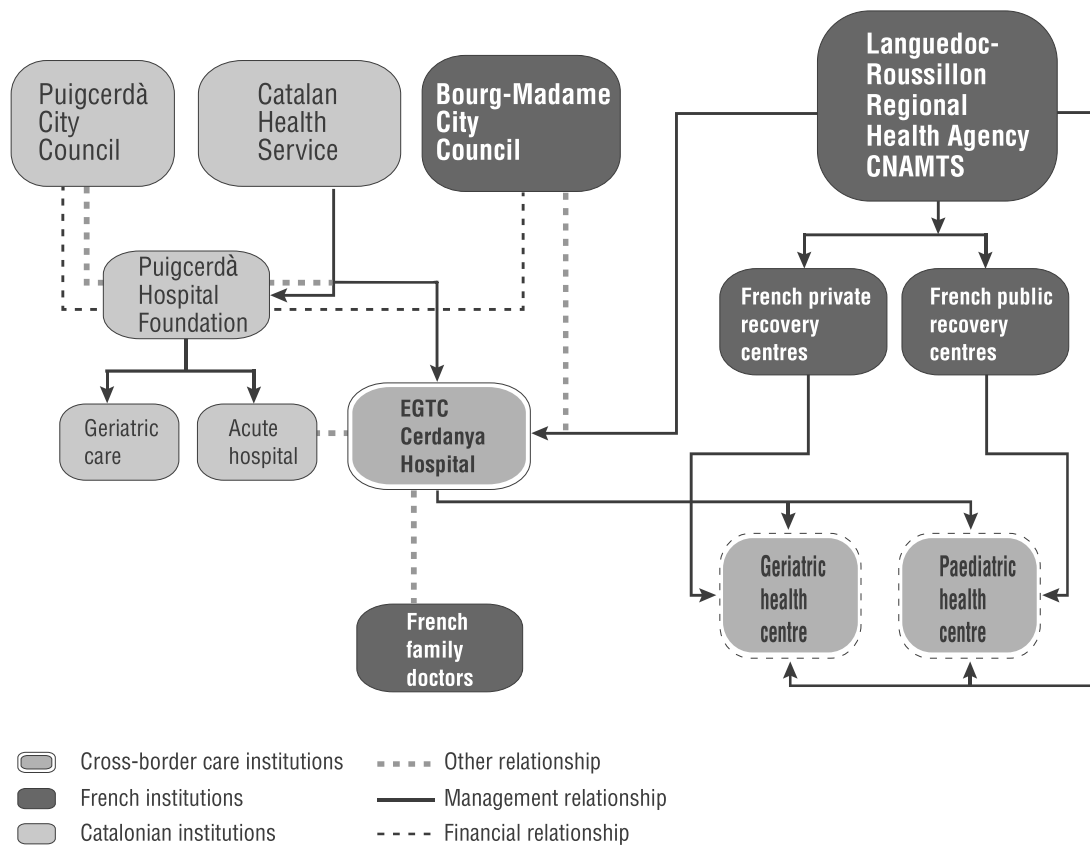 Puigcerdà
City
Council
Catalan
Health
Service
Bourg-Madame
City
Council
Languedoc-
Roussillon
Regional
Health Agency
CNAMTS
Puigcerdà
Hospital
Foundation
French private
recovery
centres
French public
recovery
centres
Geriatric
care
Acute
hospital
EGTC
Cerdanya
Hospital
Geriatric
health
centre
Paediatric
health
centre
French
family
doctors
Cross-border care institutions
French institutions
Catalonian institutions
Other relationship
Management relationship
Financial relationship